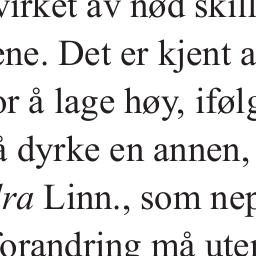 virket av nød skill
ene. Det er kjent a
or å lage høy, ifølg
å dyrke en annen,
lra Linn., som nep
forandring må uten